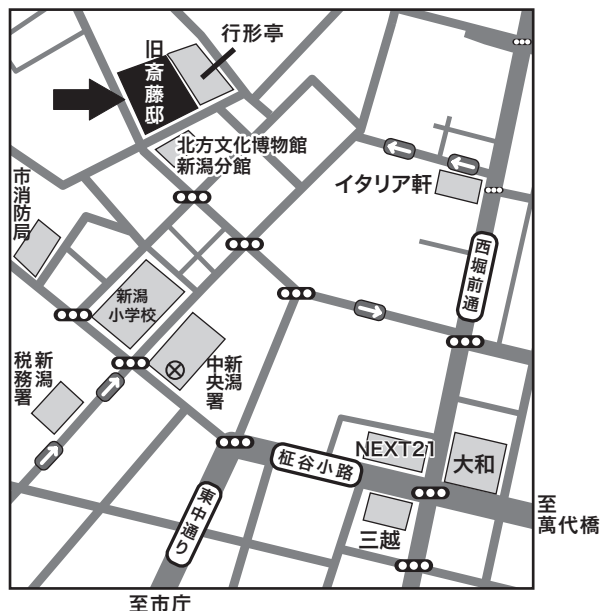 行形亭
旧斎藤邸
北方文化博物館
新潟分館
イタリア軒
市消防局
西堀前通
新潟
小学校
新潟
税務署
新潟
中央署
NEXT21
大和
柾谷小路
東中通り
三越
至
萬代橋
至市庁